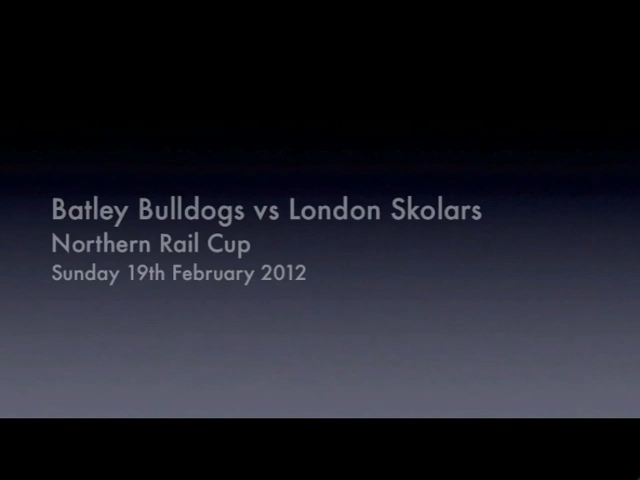 Batley Bulldogs vs London Skolars
Northern Rail Cup
Sunday 19th February 2012